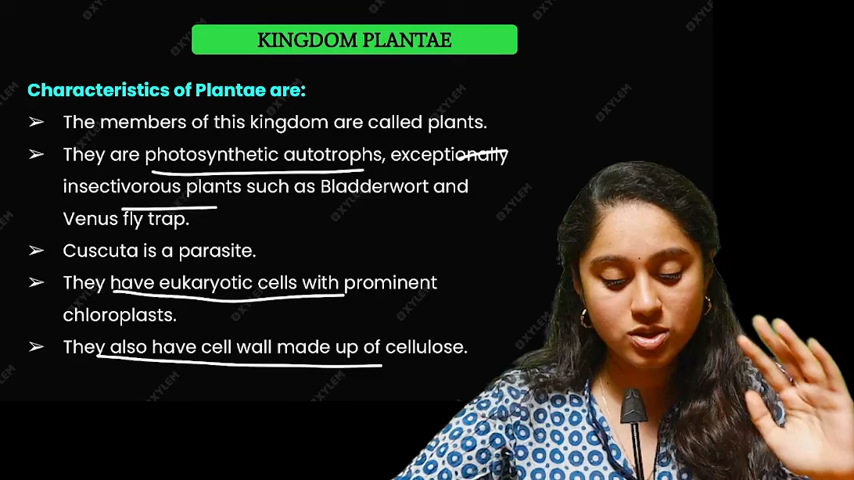 KINGDOM PLANTAE
Characteristics of Plantae are:
➢ The members of this kingdom are called plants.
➢ They are photosynthetic autotrophs, exceptionally
insectivorous plants such as Bladderwort and
Venus fly trap.
➢ Cuscuta is a parasite.
➢ They have eukaryotic cells with prominent
chloroplasts.
➢ They also have cell wall made up of cellulose.